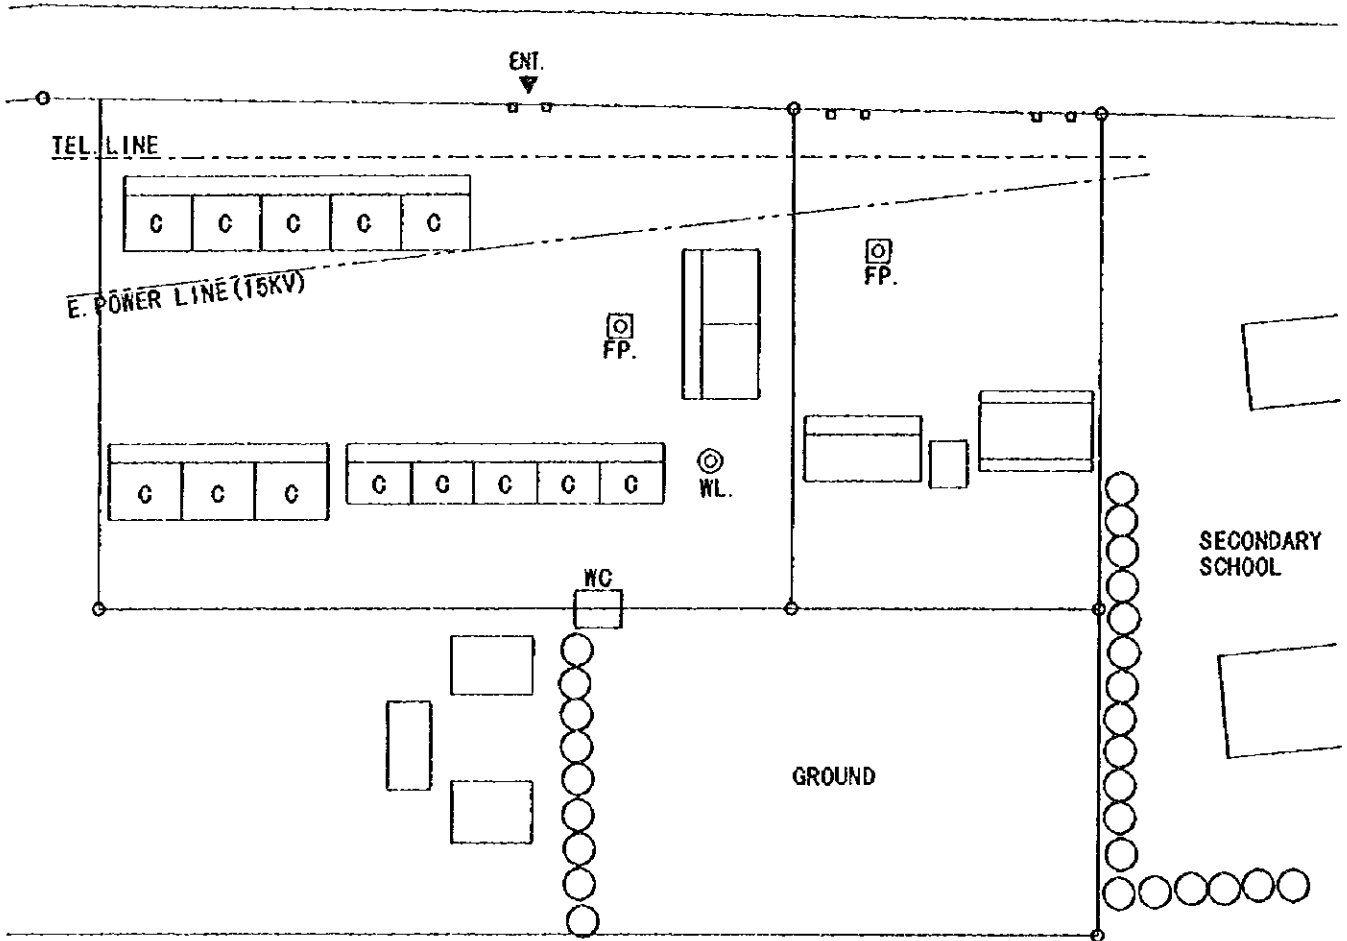 ENT.
TEL. LINE
C C C C C
E. POWER LINE (15KV)
FP.
FP.
C C C
C C C C C
WL.
SECONDARY
SCHOOL
WC
GROUND